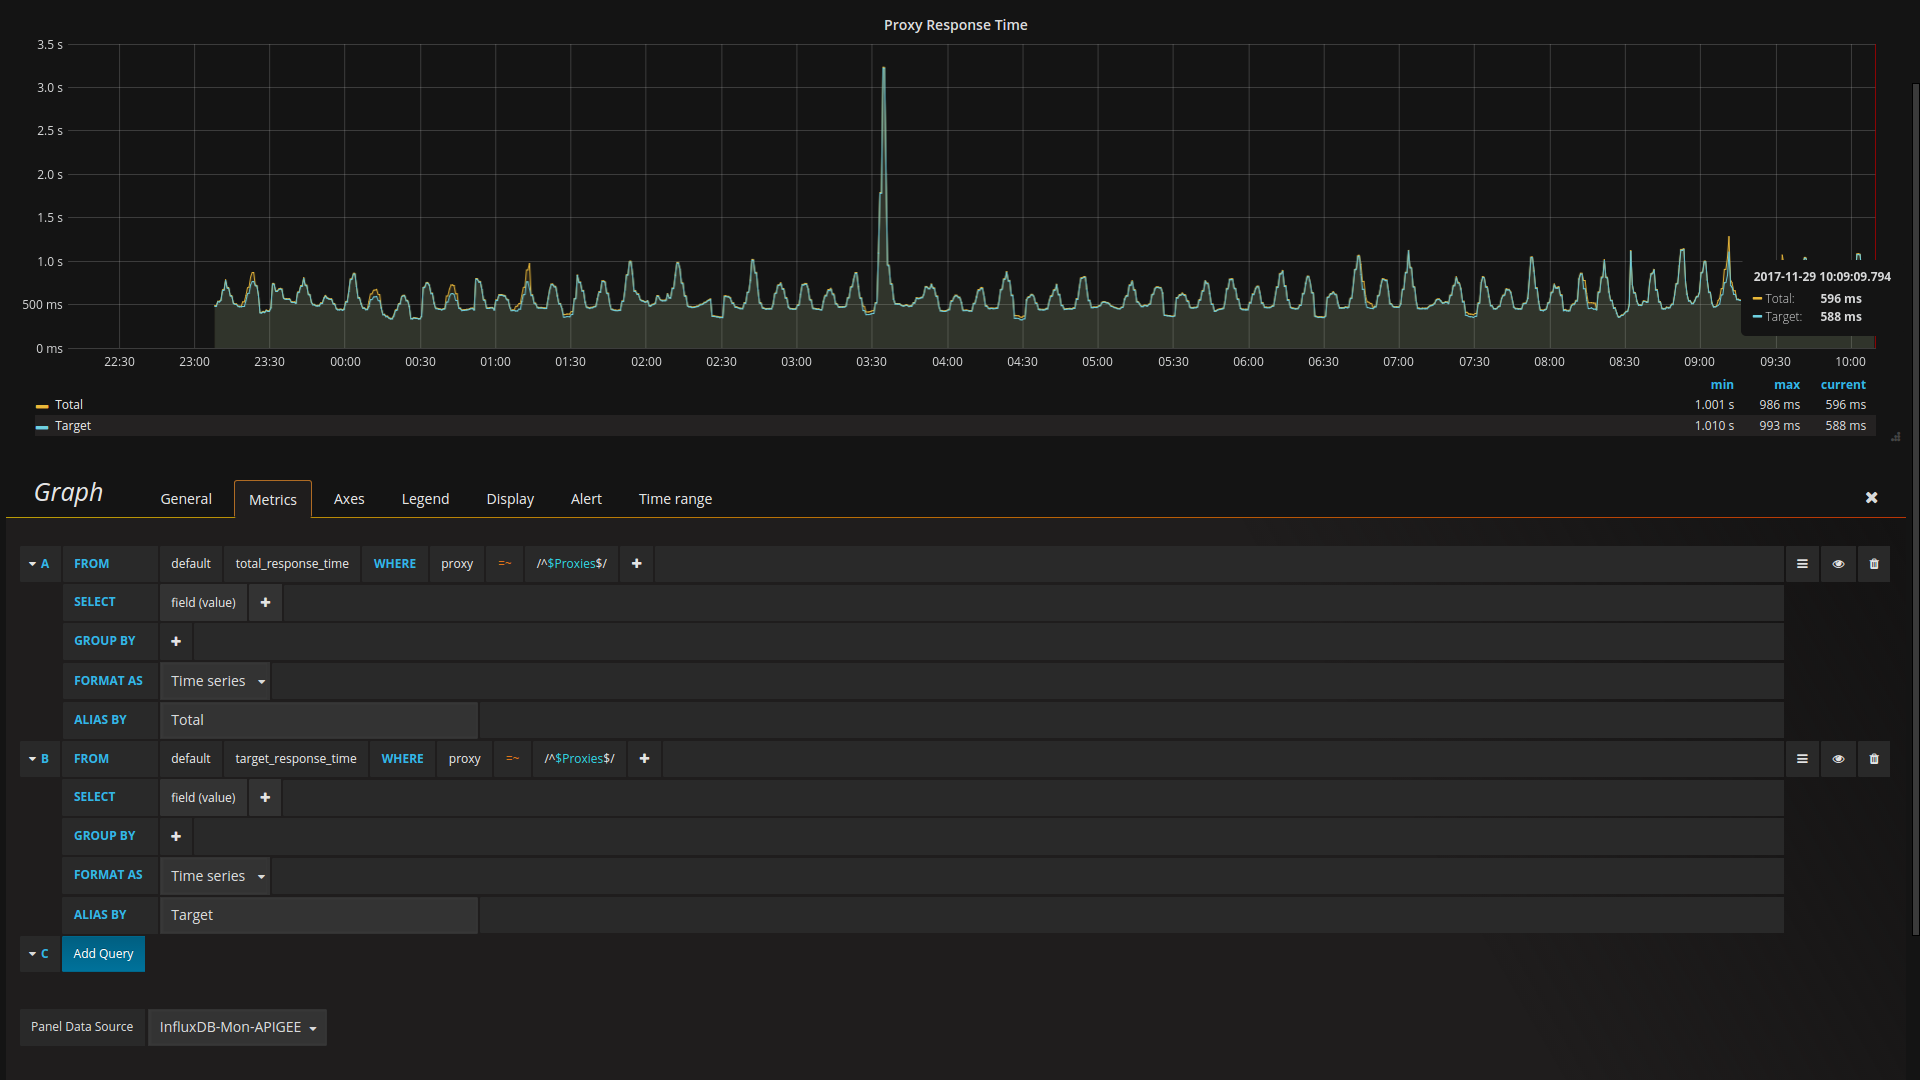 Proxy Response Time
3.5 s
3.0 s
2.5 s
2.0 s
1.5 s
1.0 s
500 ms
0 ms
2017-11-29 10:09:09.794
Total: 596 ms
Target: 588 ms
22:30 23:00 23:30 00:00 00:30 01:00 01:30 02:00 02:30 03:00 03:30 04:00 04:30 05:00 05:30 06:00 06:30 07:00 07:30 08:00 08:30 09:00 09:30 10:00
min max current
Total 1.001 s 986 ms 596 ms
Target 1.010 s 993 ms 588 ms
Graph General Metrics Axes Legend Display Alert Time range
A FROM default total_response_time WHERE proxy =~ /^$Proxies$/
SELECT field (value)
GROUP BY
FORMAT AS Time series
ALIAS BY Total
B FROM default target_response_time WHERE proxy =~ /^$Proxies$/
SELECT field (value)
GROUP BY
FORMAT AS Time series
ALIAS BY Target
C Add Query
Panel Data Source InfluxDB-Mon-APIGEE